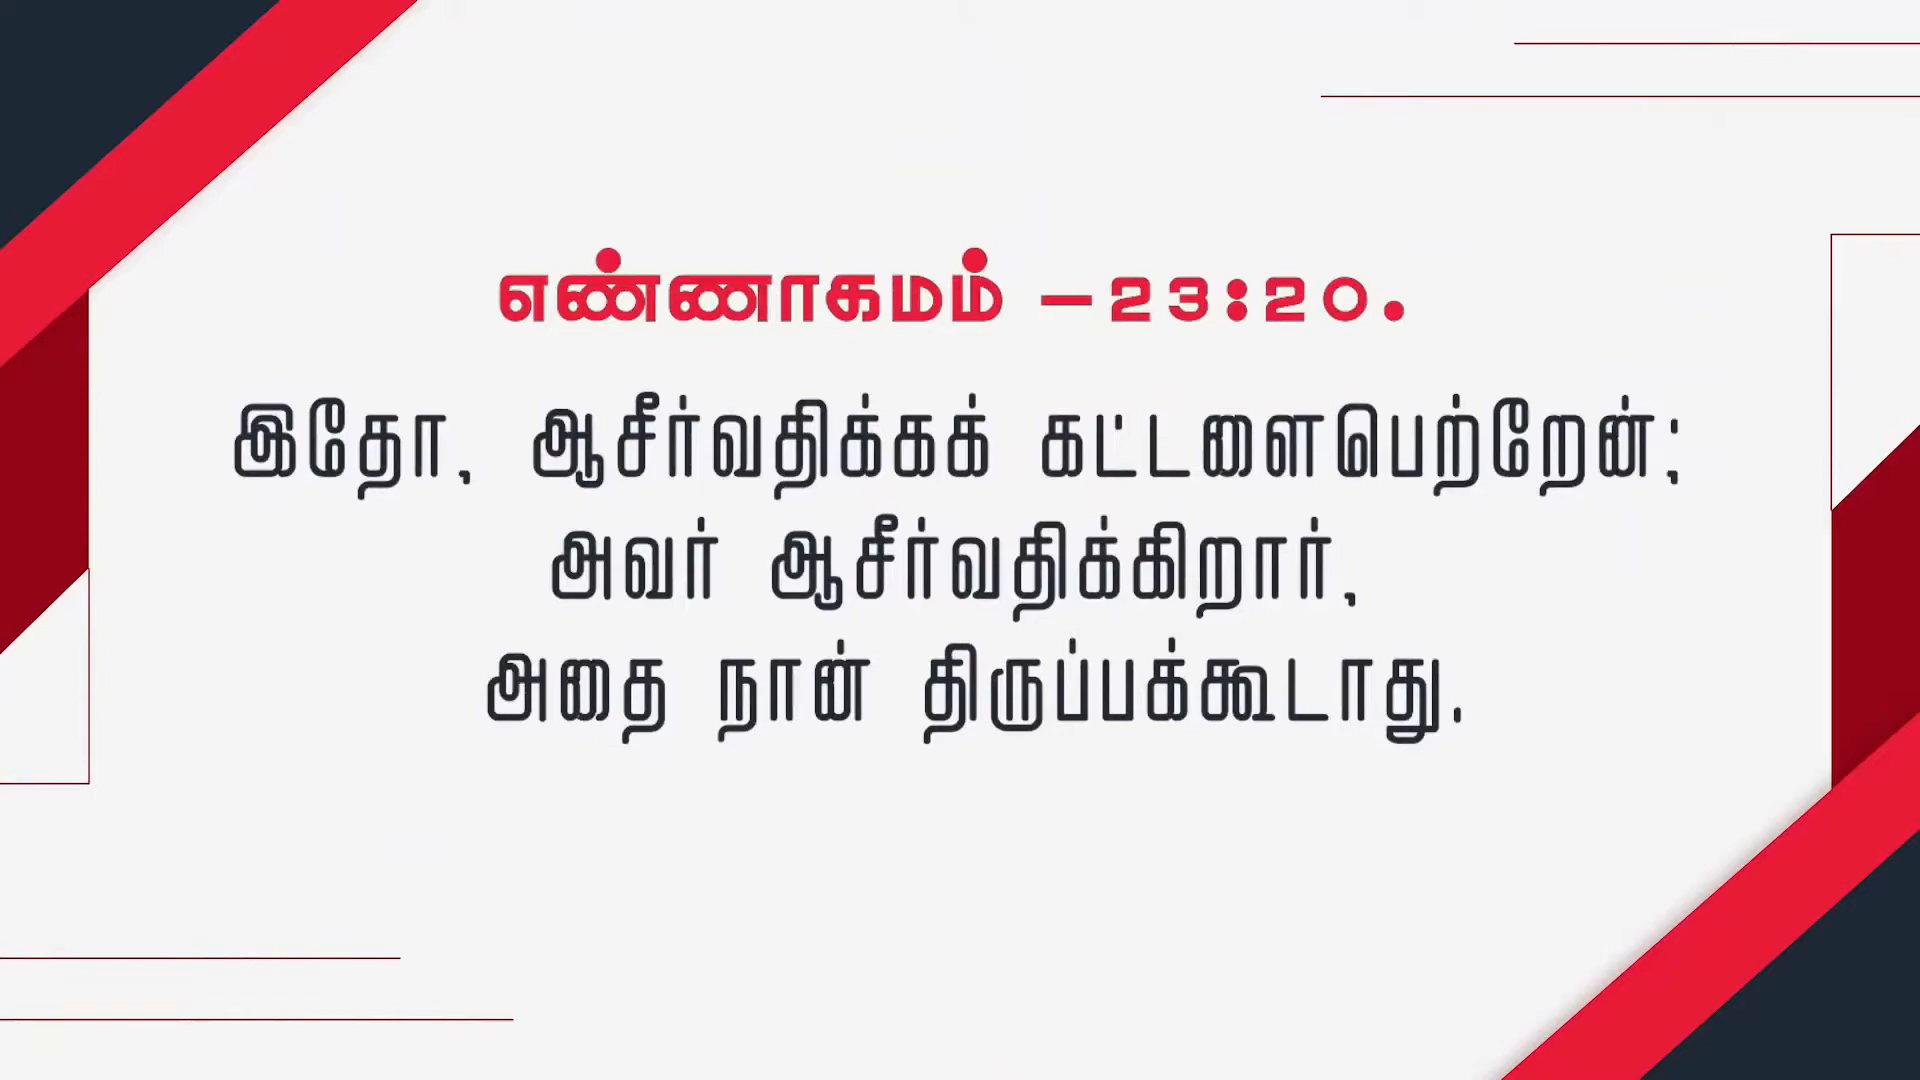 எண்ணாகமம் -23:20.
இதோ, ஆசீர்வதிக்கக் கட்டளைபெற்றேன்;
அவர் ஆசீர்வதிக்கிறார்,
அதை நான் திருப்பக்கூடாது.